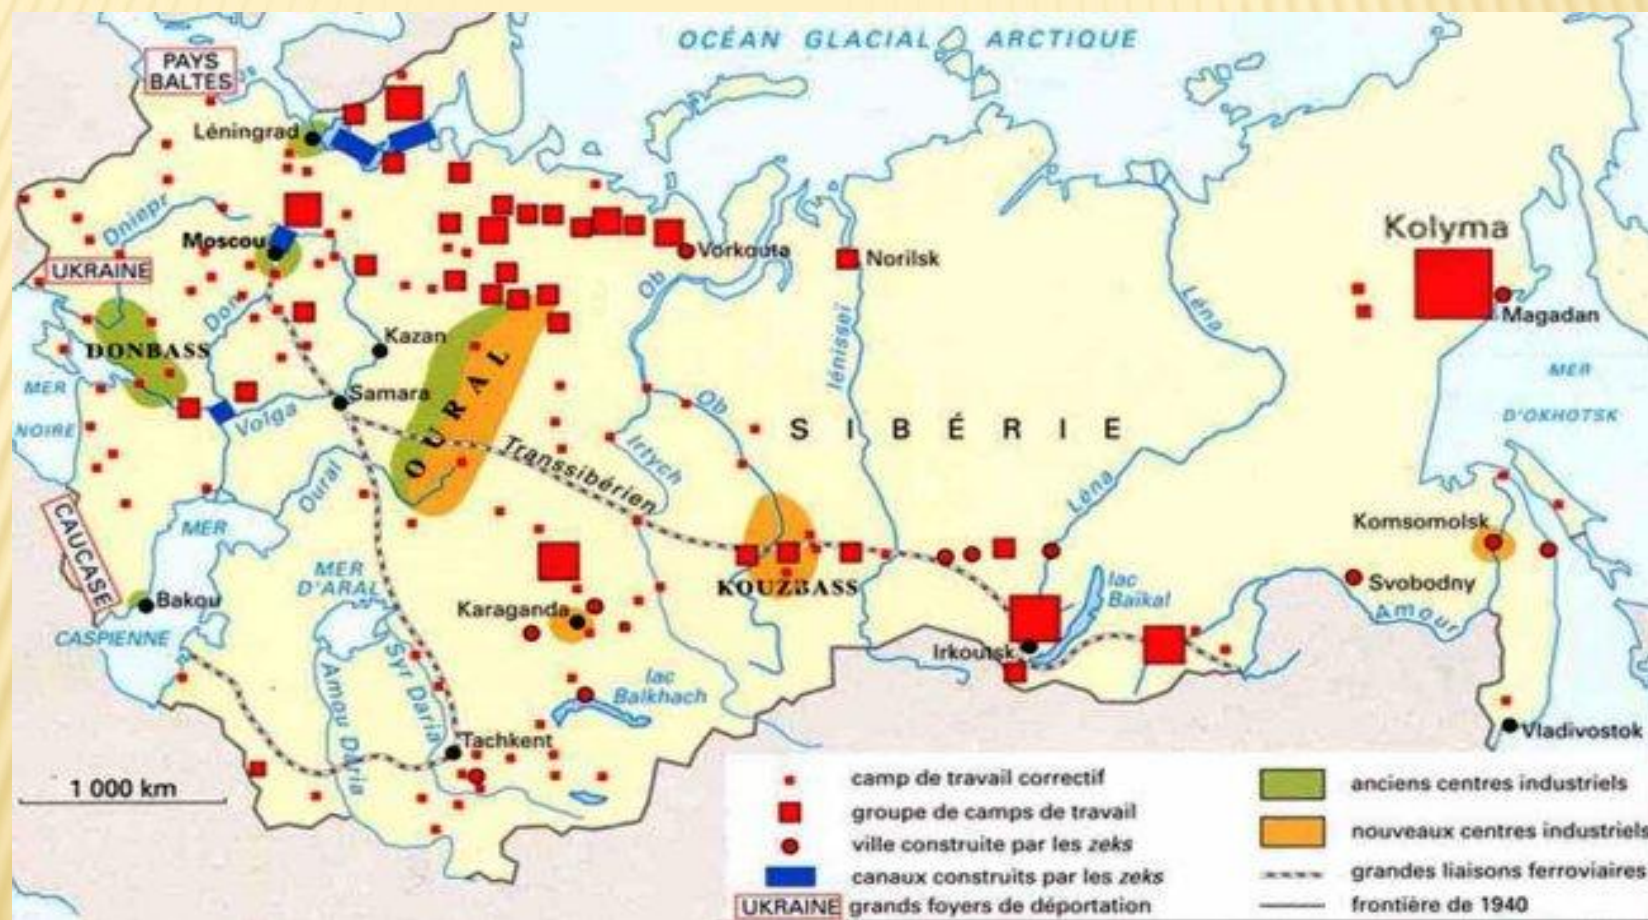 OCÉAN GLACIAL ARCTIQUE
PAYS
BALTES
Léningrad
Dniepr
Moscou
UKRAINE
Don
DONBASS
Kazan
Samara
Volga
MER
NOIRE
OURAL
Oural
Transsibérien
Vorkouta
Ob
Norilsk
Iénisseï
Ob
Irtych
SIBÉRIE
Léna
Léna
Kolyma
Magadan
MER
D'OKHOTSK
CAUCASE
Bakou
MER
CASPIENNE
MER
D'ARAL
Karaganda
KOUZBASS
Syr Daria
Amou Daria
lac
Balkhach
Tachkent
Irkoutsk
lac
Baïkal
Komsomolsk
Svobodny
Amour
Vladivostok
1 000 km
camp de travail correctif
groupe de camps de travail
ville construite par les zeks
canaux construits par les zeks
UKRAINE grands foyers de déportation
anciens centres industriels
nouveaux centres industriels
grandes liaisons ferroviaires
frontière de 1940